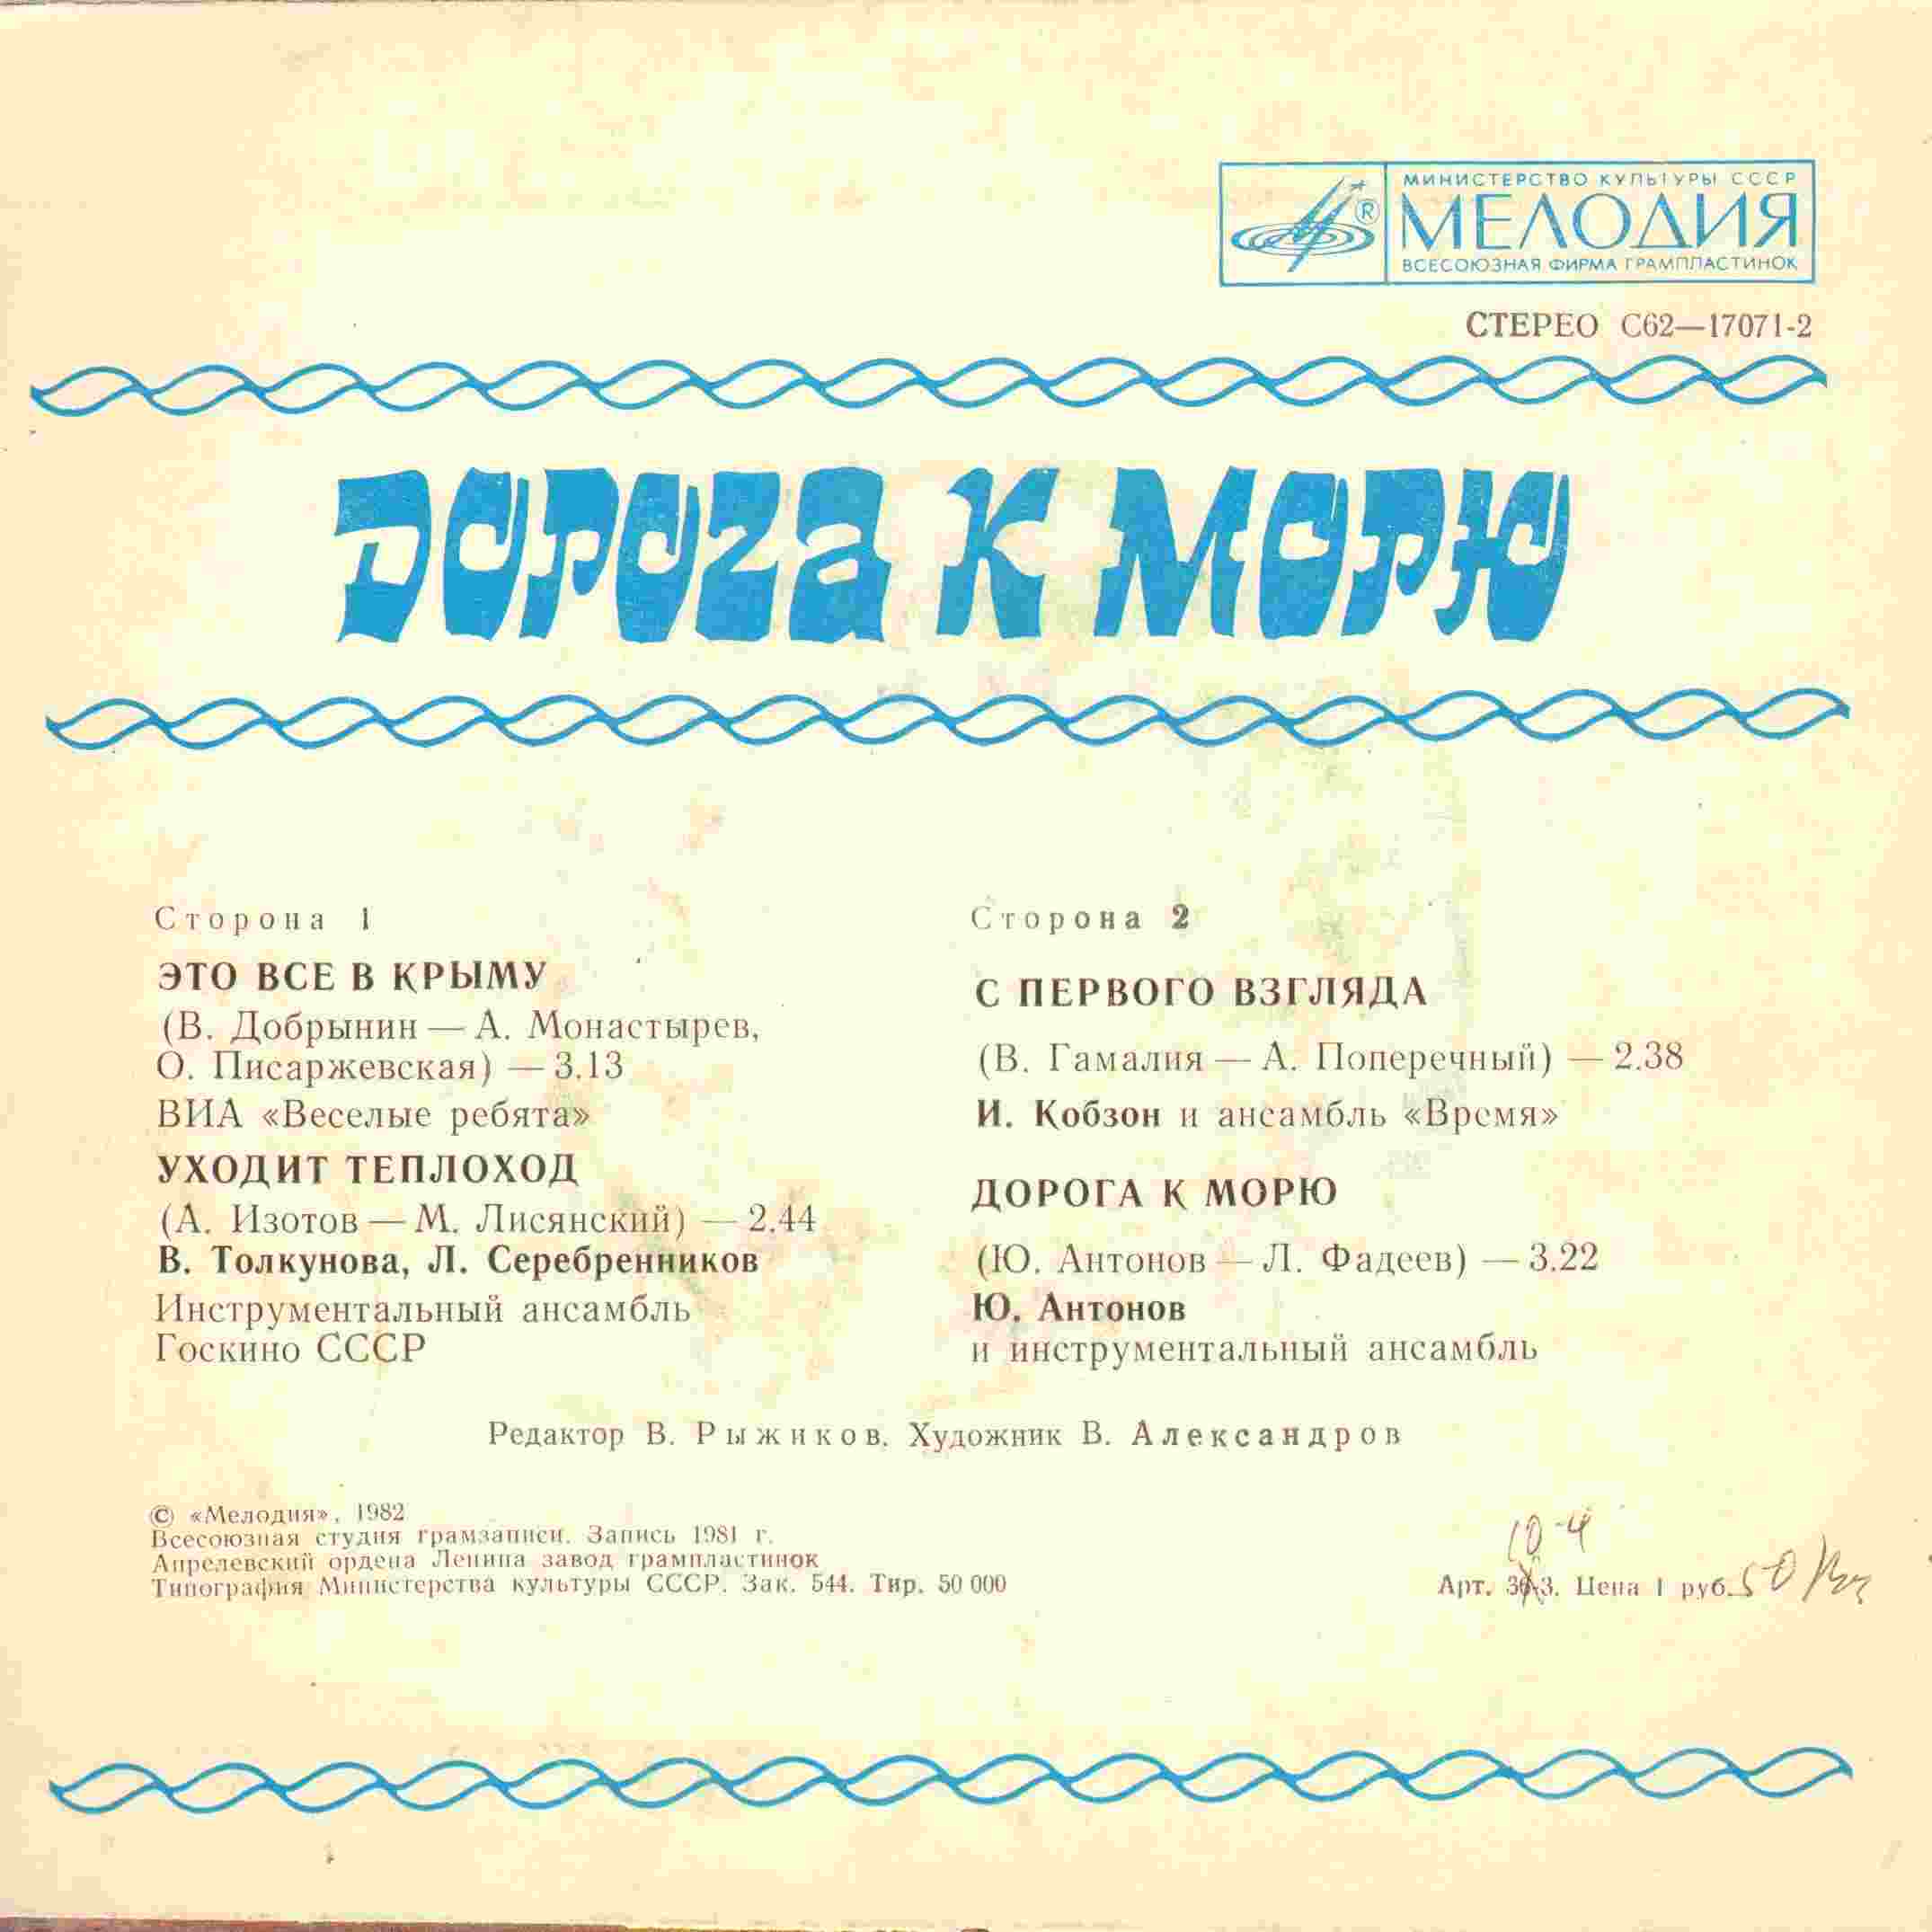 МИНИСТЕРСТВО КУЛЬТУРЫ СССР
МЕЛОДИЯ
ВСЕСОЮЗНАЯ ФИРМА ГРАМПЛАСТИНОК
®
СТЕРЕО С62—17071-2
ДОРОГА К МОРЮ
Сторона 1
ЭТО ВСЕ В КРЫМУ
(В. Добрынин — А. Монастырев,
О. Писаржевская) — 3.13
ВИА «Веселые ребята»
УХОДИТ ТЕПЛОХОД
(А. Изотов — М. Лисянский) — 2.44
В. Толкунова, Л. Серебренников
Инструментальный ансамбль
Госкино СССР
Сторона 2
С ПЕРВОГО ВЗГЛЯДА
(В. Гамалия — А. Поперечный) — 2.38
И. Кобзон и ансамбль «Время»
ДОРОГА К МОРЮ
(Ю. Антонов — Л. Фадеев) — 3.22
Ю. Антонов
и инструментальный ансамбль
Редактор В. Рыжиков. Художник В. Александров
© «Мелодия», 1982
Всесоюзная студия грамзаписи. Запись 1981 г.
Апрелевский ордена Ленина завод грампластинок
Типография Министерства культуры СССР. Зак. 544. Тир. 50 000
10-4
Арт. Цена 1 руб. 50